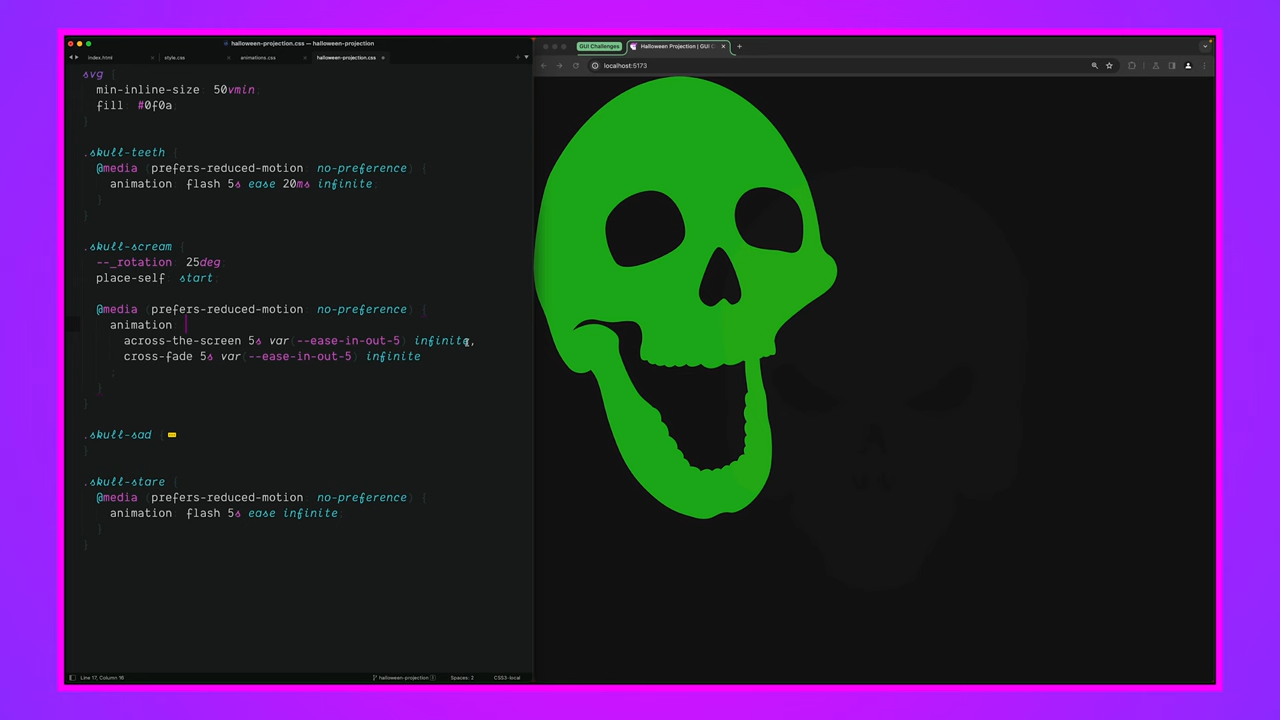 halloween-projection.css — halloween-projection
index.html
style.css
animations.css
halloween-projection.css
svg {
min-inline-size: 50vmin;
fill: #0f0a;
}
.skull-teeth {
@media (prefers-reduced-motion: no-preference) {
animation: flash 5s ease 20ms infinite;
}
}
.skull-scream {
--_rotation: 25deg;
place-self: start;
@media (prefers-reduced-motion: no-preference) {
animation:
across-the-screen 5s var(--ease-in-out-5) infinite,
cross-fade 5s var(--ease-in-out-5) infinite
;
}
}
.skull-sad {
}
.skull-stare {
@media (prefers-reduced-motion: no-preference) {
animation: flash 5s ease infinite;
}
}
Line 17, Column 16
halloween-projection
Spaces: 2
CSS3-local
GUI Challenges
Halloween Projection | GUI C
localhost:5173